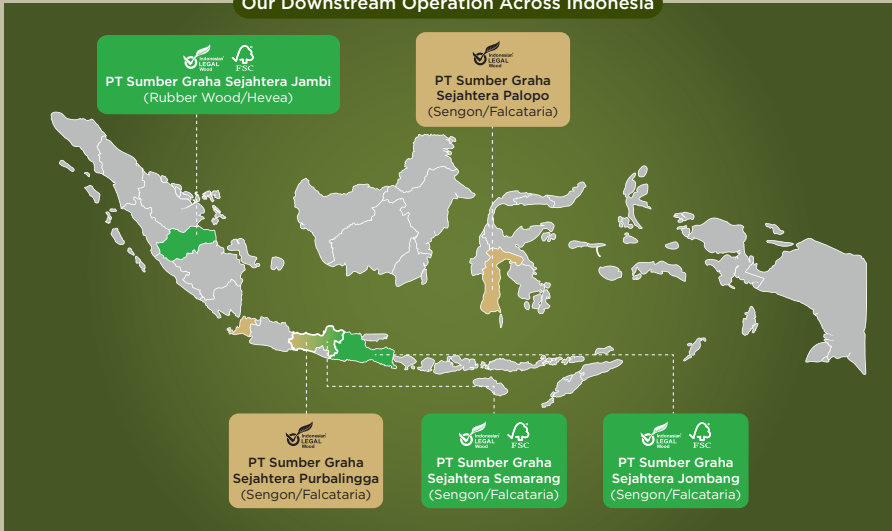 Our Downstream Operation Across Indonesia
Indonesian
LEGAL
Wood
FSC
PT Sumber Graha Sejahtera Jambi
(Rubber Wood/Hevea)
Indonesian
LEGAL
Wood
PT Sumber Graha
Sejahtera Palopo
(Sengon/Falcataria)
Indonesian
LEGAL
Wood
PT Sumber Graha
Sejahtera Purbalingga
(Sengon/Falcataria)
Indonesian
LEGAL
Wood
FSC
PT Sumber Graha
Sejahtera Semarang
(Sengon/Falcataria)
Indonesian
LEGAL
Wood
FSC
PT Sumber Graha
Sejahtera Jombang
(Sengon/Falcataria)